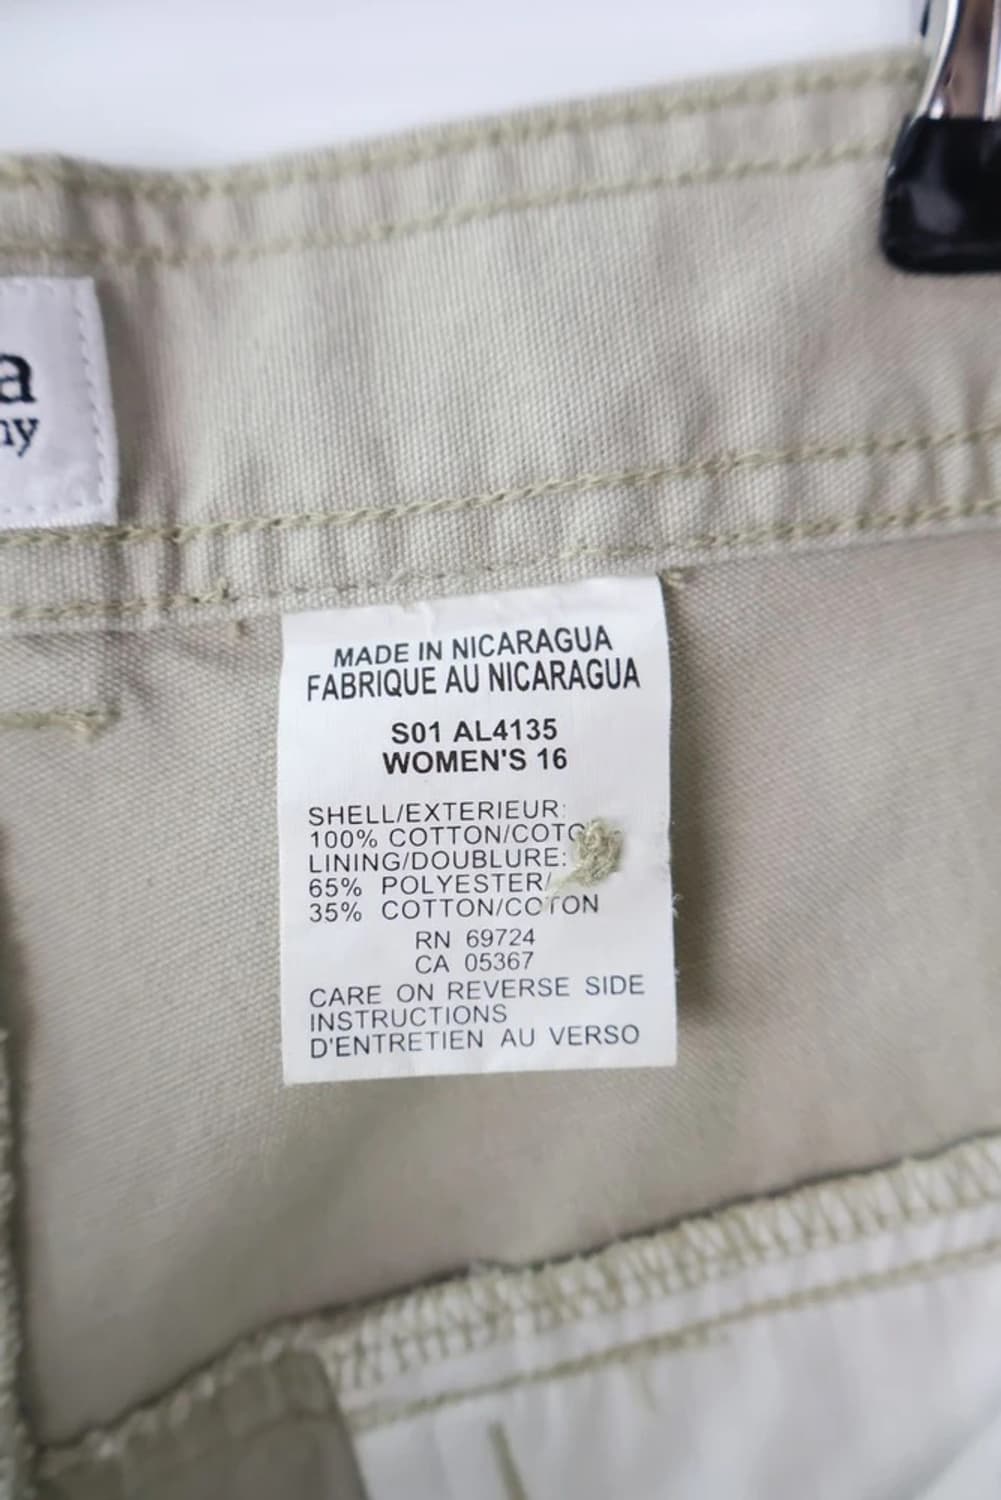 MADE IN NICARAGUA
FABRIQUE AU NICARAGUA
S01 AL4135
WOMEN'S 16
SHELL/EXTERIEUR:
100% COTTON/
LINING/DOUBLURE:
65% POLYESTER/
35% COTTON/COTON
RN 69724
CA 05367
CARE ON REVERSE SIDE
INSTRUCTIONS
D'ENTRETIEN AU VERSO